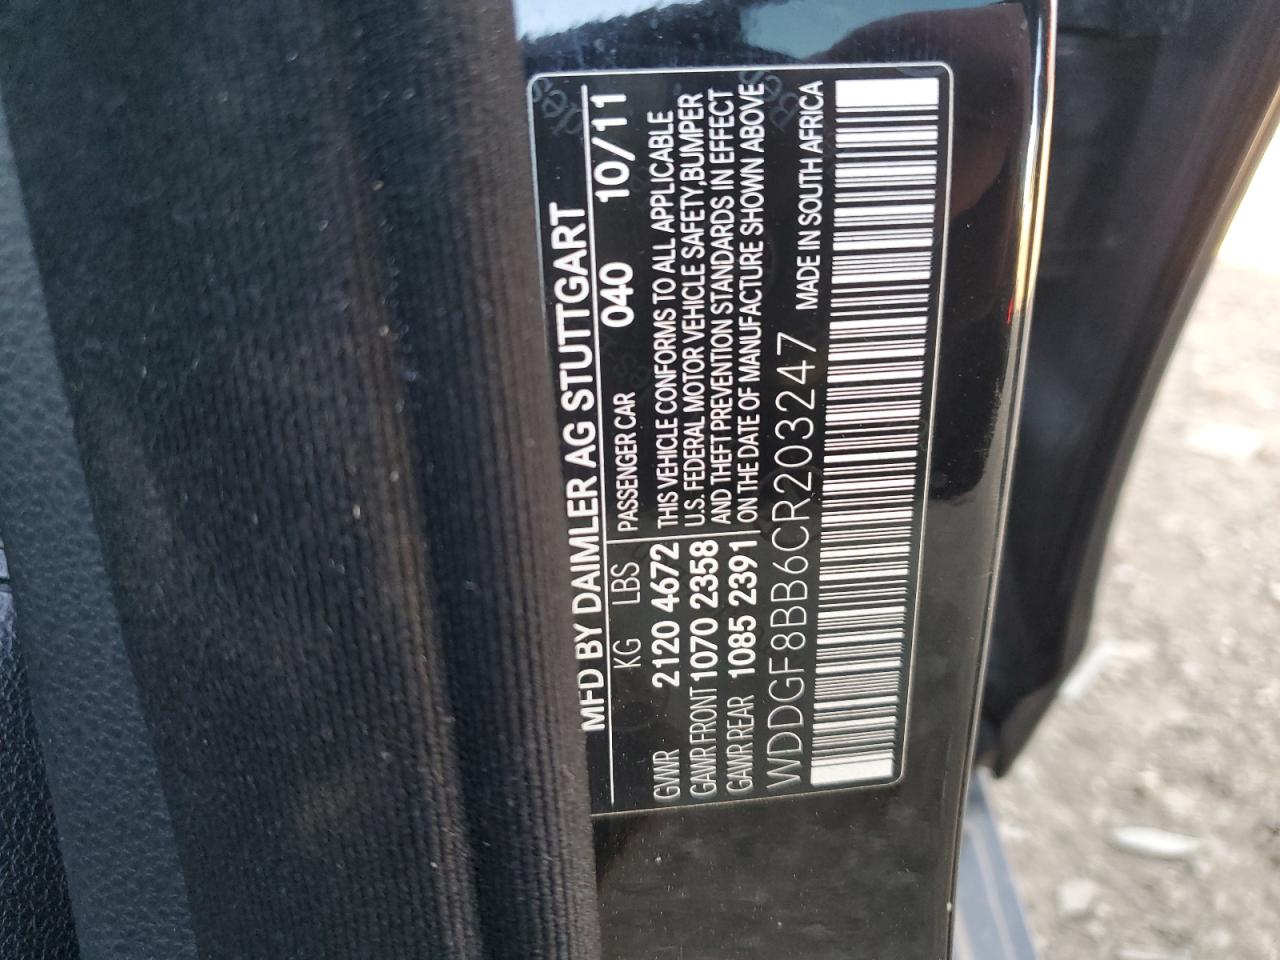 MFD BY DAIMLER AG STUTTGART
KG LBS PASSENGER CAR 040 10/11
GVWR 2120 4672 THIS VEHICLE CONFORMS TO ALL APPLICABLE
GAWR FRONT 1070 2358 U.S. FEDERAL MOTOR VEHICLE SAFETY,BUMPER
GAWR REAR 1085 2391 AND THEFT PREVENTION STANDARDS IN EFFECT
ON THE DATE OF MANUFACTURE SHOWN ABOVE
WDDGF8BB6CR203247 MADE IN SOUTH AFRICA